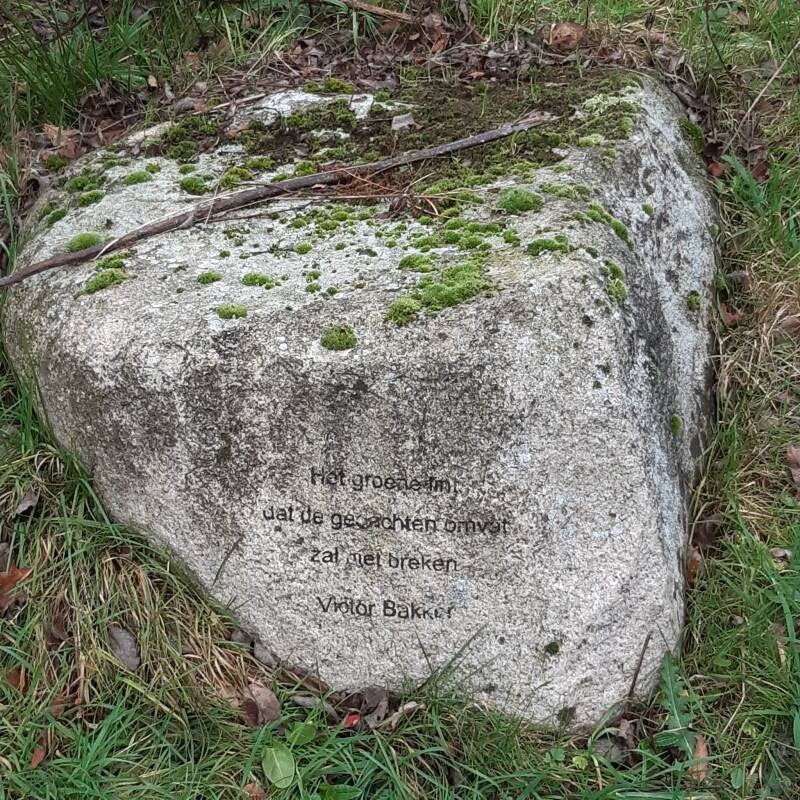 Het groene lint
dat de gedachten omvat
zal niet breken
Victor Bakker